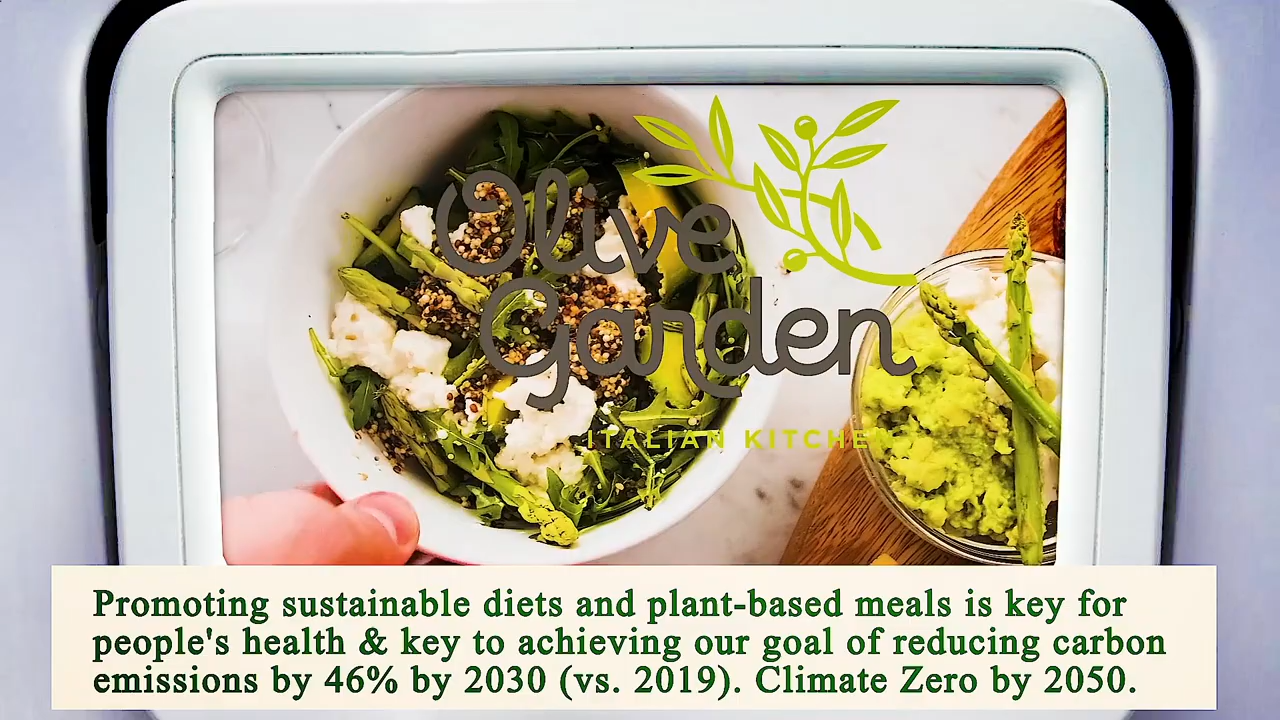 Olive
Garden
ITALIAN KITCHEN
Promoting sustainable diets and plant-based meals is key for
people's health & key to achieving our goal of reducing carbon
emissions by 46% by 2030 (vs. 2019). Climate Zero by 2050.